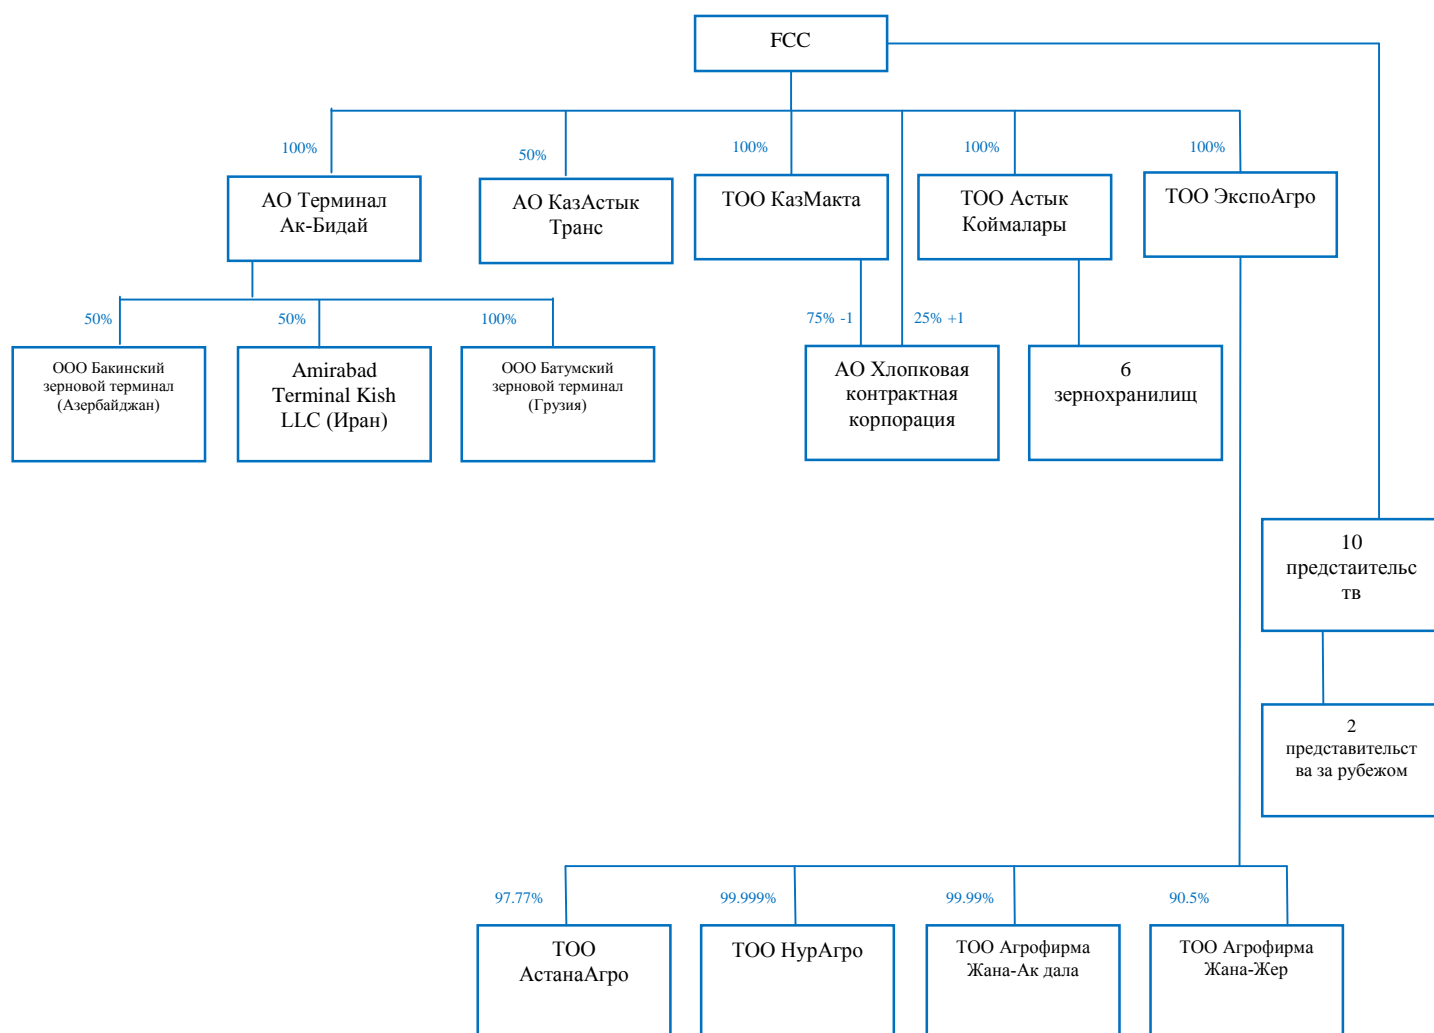 FCC
100%
50%
100%
100%
100%
АО Терминал
Ак-Бидай
АО КазАстык
Транс
ТОО КазМакта
ТОО Астык
Коймалары
ТОО ЭкспоАгро
50%
50%
100%
75% -1
25% +1
ООО Бакинский
зерновой терминал
(Азербайджан)
Amirabad
Terminal Kish
LLC (Иран)
ООО Батумский
зерновой терминал
(Грузия)
АО Хлопковая
контрактная
корпорация
6
зернохранилищ
10
предстаительс
тв
2
представительст
ва за рубежом
97.77%
99.999%
99.99%
90.5%
ТОО
АстанаАгро
ТОО НурАгро
ТОО Агрофирма
Жана-Ак дала
ТОО Агрофирма
Жана-Жер